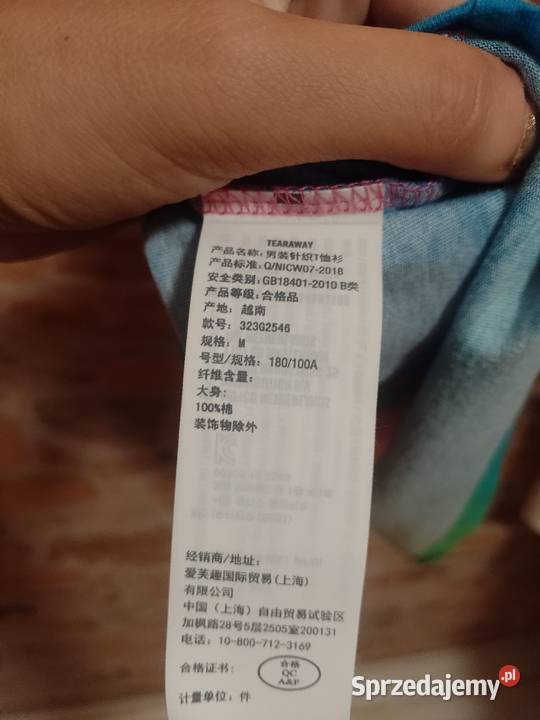 TEARAWAY
产品名称：男装针织T恤衫
产品标准：Q/NICW07-2018
安全类别：GB18401-2010 B类
产品等级：合格品
产地：越南
款号：323G2546
规格：M
号型/规格：180/100A
纤维含量：
大身：
100%棉
装饰物除外
经销商/地址：
爱芙趣国际贸易(上海)
有限公司
中国（上海）自由贸易试验区
加枫路28号5层2505室200131
电话：10-800-712-3169
合格证书：
合格
QC
A&F
计量单位：件
Sprzedajemy.pl